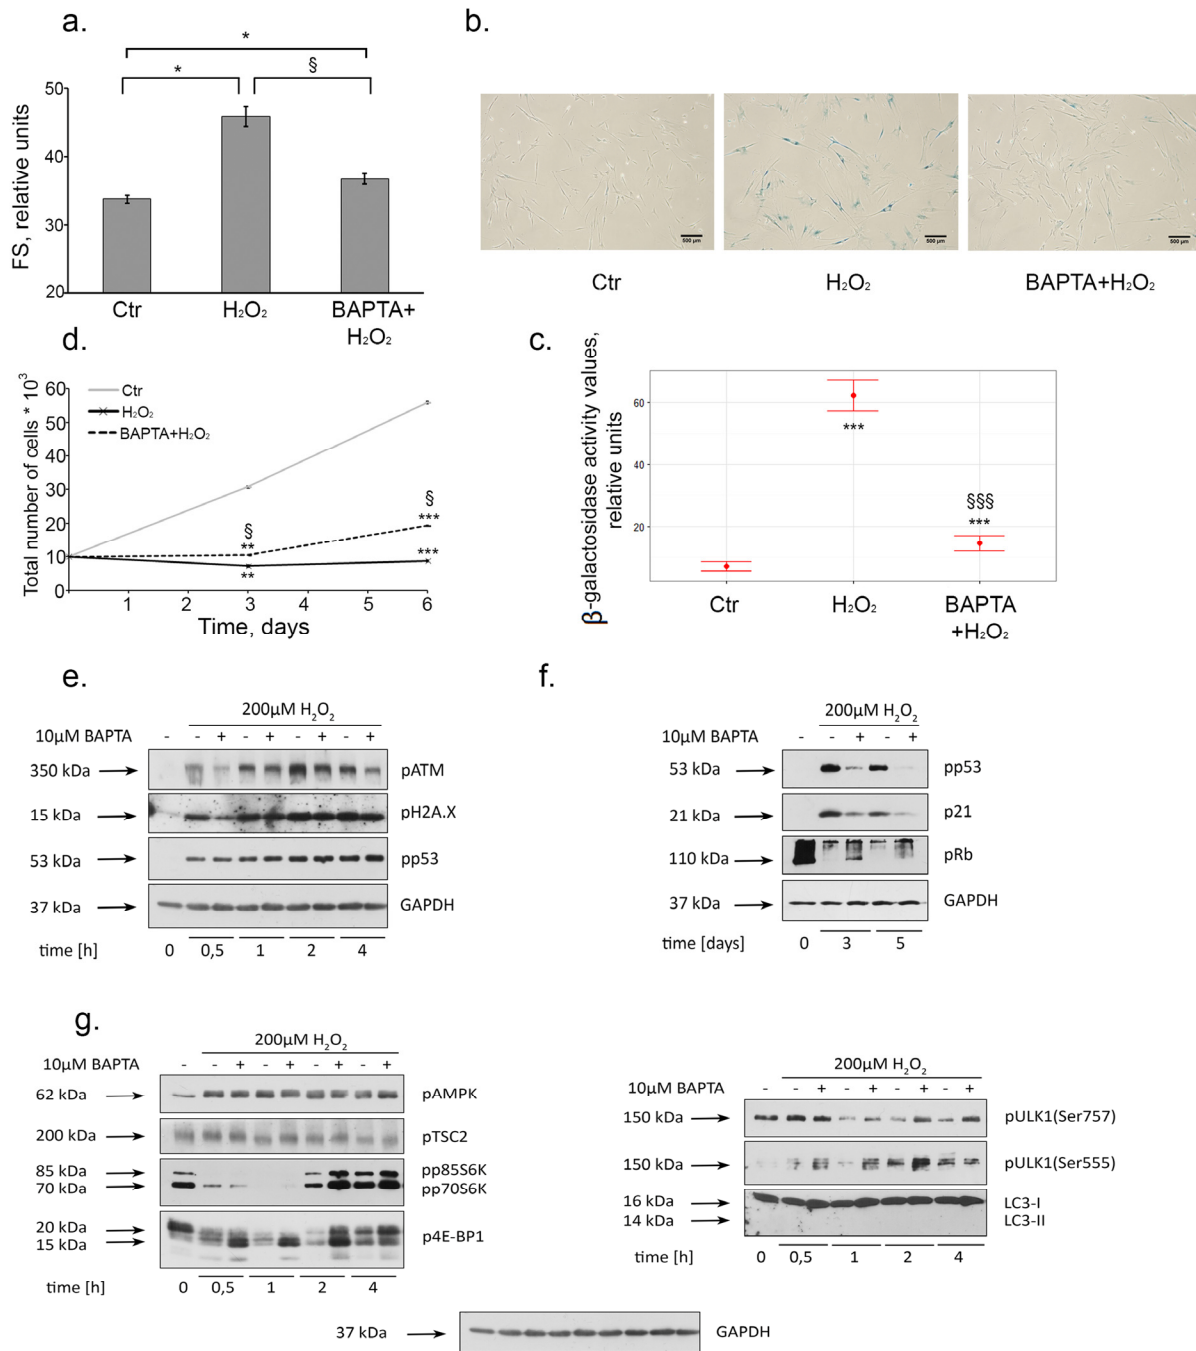 a.
*
*
§
50
40
30
20
FS, relative units
Ctr
H₂O₂
BAPTA+
H₂O₂
b.
500 µm
500 µm
500 µm
Ctr
H₂O₂
BAPTA+H₂O₂
d.
Total number of cells * 10³
60
50
40
30
20
10
0
Ctr
H₂O₂
BAPTA+H₂O₂
§
**
**
§
***
***
1
2
3
4
5
6
Time, days
c.
β-galactosidase activity values,
relative units
60
40
20
***
§§§
***
Ctr
H₂O₂
BAPTA
+H₂O₂
e.
200µM H₂O₂
10µM BAPTA - - + - + - + - +
350 kDa pATM
15 kDa pH2A.X
53 kDa pp53
37 kDa GAPDH
time [h] 0 0,5 1 2 4
f.
200µM H₂O₂
10µM BAPTA - - + - +
53 kDa pp53
21 kDa p21
110 kDa pRb
37 kDa GAPDH
time [days] 0 3 5
g.
200µM H₂O₂
10µM BAPTA - - + - + - + - +
62 kDa pAMPK
200 kDa pTSC2
85 kDa pp85S6K
70 kDa pp70S6K
20 kDa p4E-BP1
15 kDa
time [h] 0 0,5 1 2 4
200µM H₂O₂
10µM BAPTA - - + - + - + - +
150 kDa pULK1(Ser757)
150 kDa pULK1(Ser555)
16 kDa LC3-I
14 kDa LC3-II
time [h] 0 0,5 1 2 4
37 kDa GAPDH